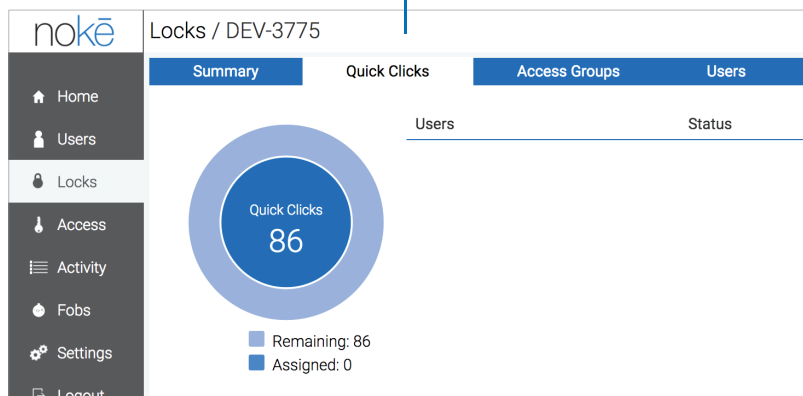 nokē
Locks / DEV-3775
Summary
Quick Clicks
Access Groups
Users
Home
Users
Locks
Access
Activity
Fobs
Settings
Logout
Users
Status
Quick Clicks
86
Remaining: 86
Assigned: 0